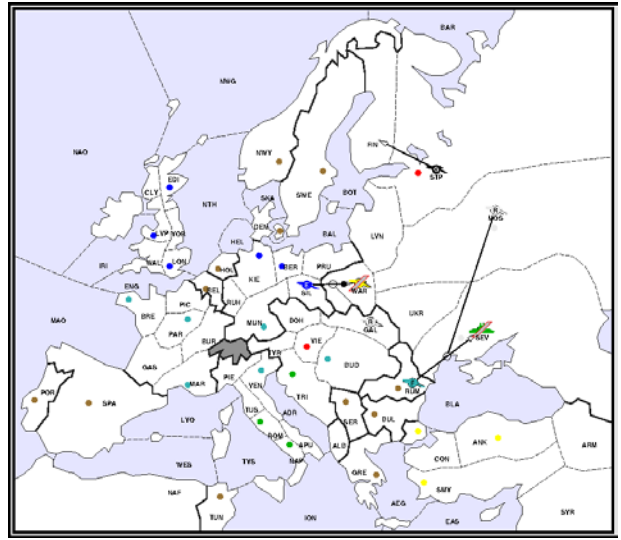 BAR
NWG
NAO
FIN
NWY
STP
SWE
BOT
MOS
EDI
CLY
NTH
SKA
LVN
DEN
LVP
YOR
HEL
BAL
IRI
WAL
LON
HOL
KIE
BER
PRU
ENG
BEL
RUH
SIL
WAR
UKR
MAO
PIC
BRE
MUN
BOH
GAL
SEV
PAR
BUR
VIE
GAS
TYR
BUD
PIE
VEN
RUM
MAR
TRI
POR
SPA
TUS
ADR
SER
BUL
BLA
LYO
ROM
APU
ANK
ARM
ALB
CON
WES
TYS
NAP
GRE
SMY
NAF
TUN
ION
AEG
EAS
SYR